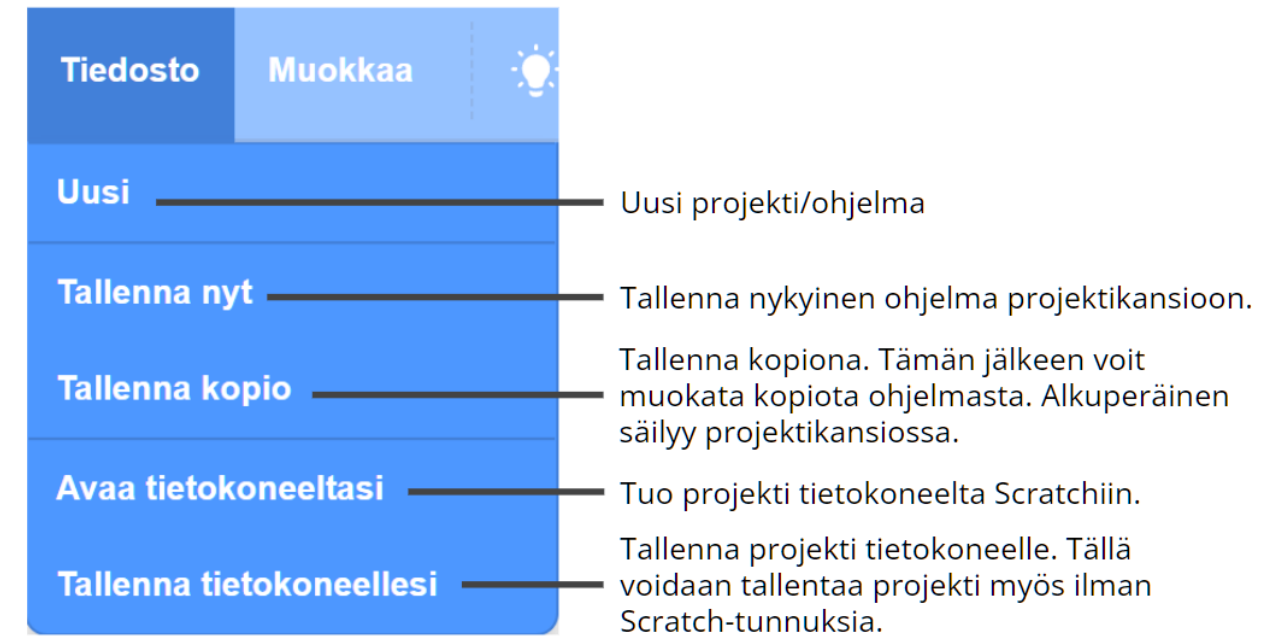 Tiedosto Muokkaa
Uusi
Uusi projekti/ohjelma
Tallenna nyt
Tallenna nykyinen ohjelma projektikansioon.
Tallenna kopio
Tallenna kopiona. Tämän jälkeen voit
muokata kopiota ohjelmasta. Alkuperäinen
säilyy projektikansiossa.
Avaa tietokoneeltasi
Tuo projekti tietokoneelta Scratchiin.
Tallenna tietokoneellesi
Tallenna projekti tietokoneelle. Tällä
voidaan tallentaa projekti myös ilman
Scratch-tunnuksia.